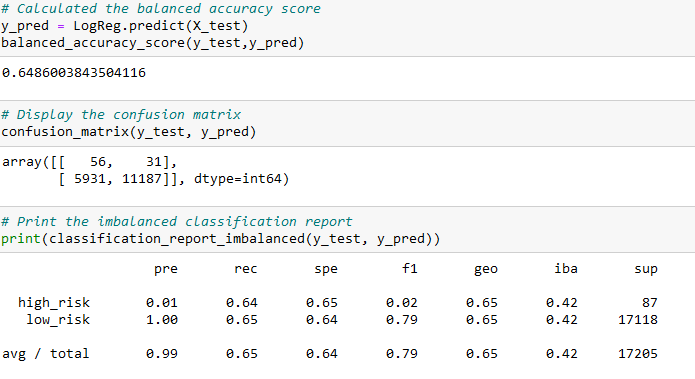 # Calculated the balanced accuracy score
y_pred = LogReg.predict(X_test)
balanced_accuracy_score(y_test,y_pred)
0.6486003843504116
# Display the confusion matrix
confusion_matrix(y_test, y_pred)
array([[   56,    31],
       [ 5931, 11187]], dtype=int64)
# Print the imbalanced classification report
print(classification_report_imbalanced(y_test, y_pred))
                   pre       rec       spe        f1       geo       iba       sup
  high_risk       0.01      0.64      0.65      0.02      0.65      0.42        87
   low_risk       1.00      0.65      0.64      0.79      0.65      0.42     17118
avg / total       0.99      0.65      0.64      0.79      0.65      0.42     17205